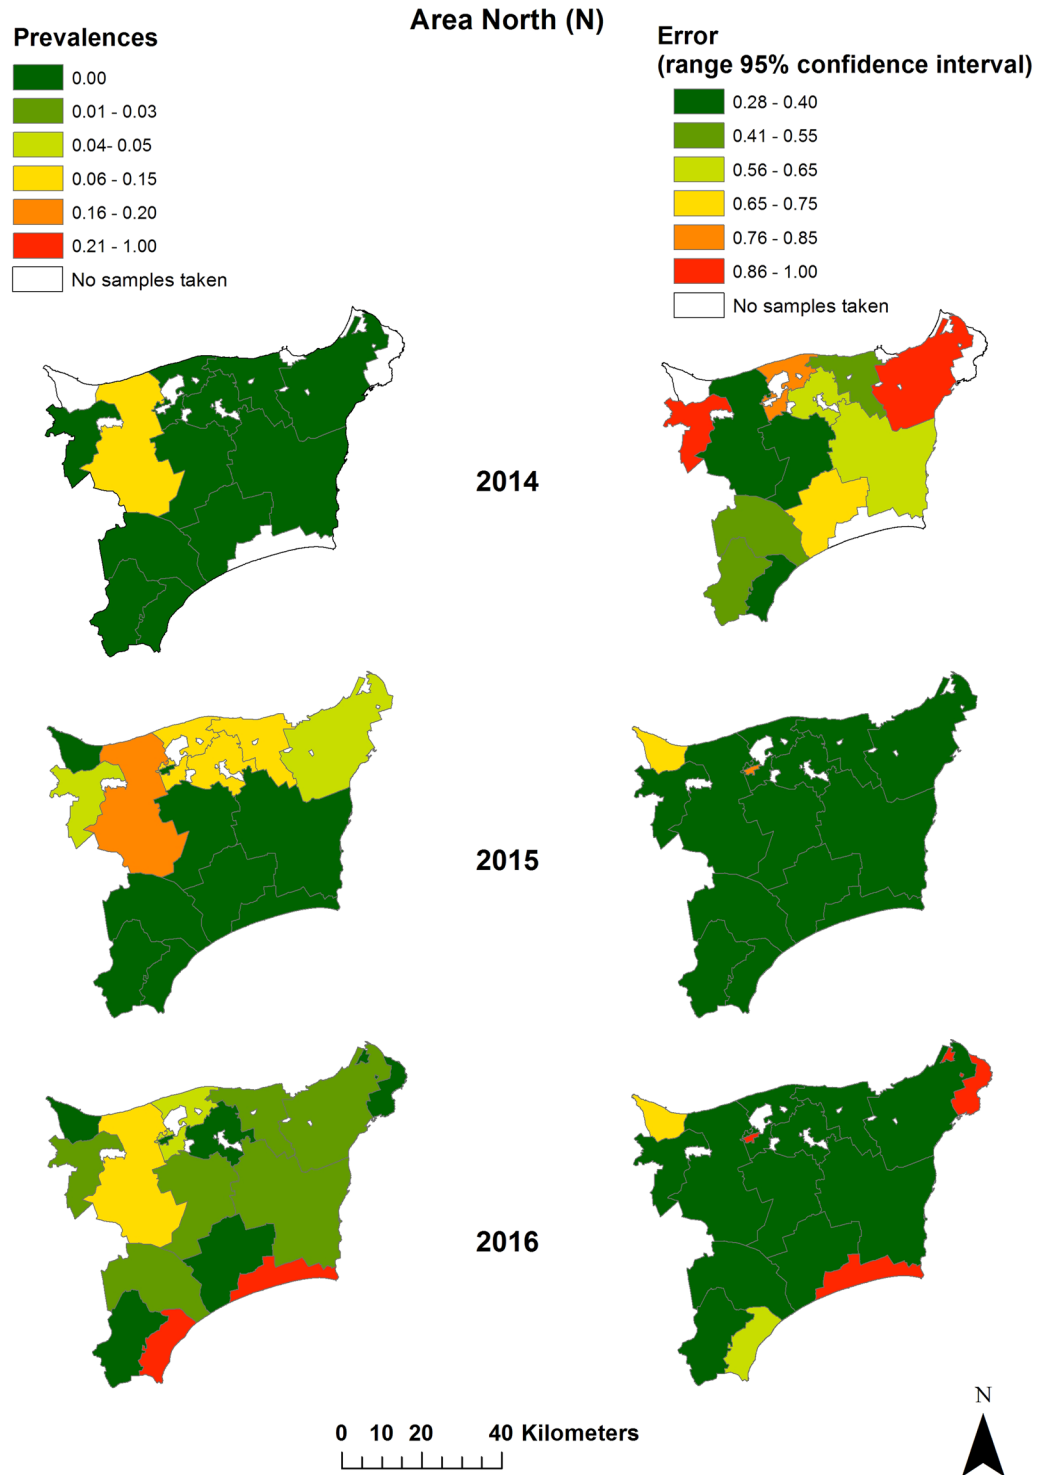 Area North (N)
Prevalences
0.00
0.01 - 0.03
0.04- 0.05
0.06 - 0.15
0.16 - 0.20
0.21 - 1.00
No samples taken
Error
(range 95% confidence interval)
0.28 - 0.40
0.41 - 0.55
0.56 - 0.65
0.65 - 0.75
0.76 - 0.85
0.86 - 1.00
No samples taken
2014
2015
2016
0 10 20 40 Kilometers
N